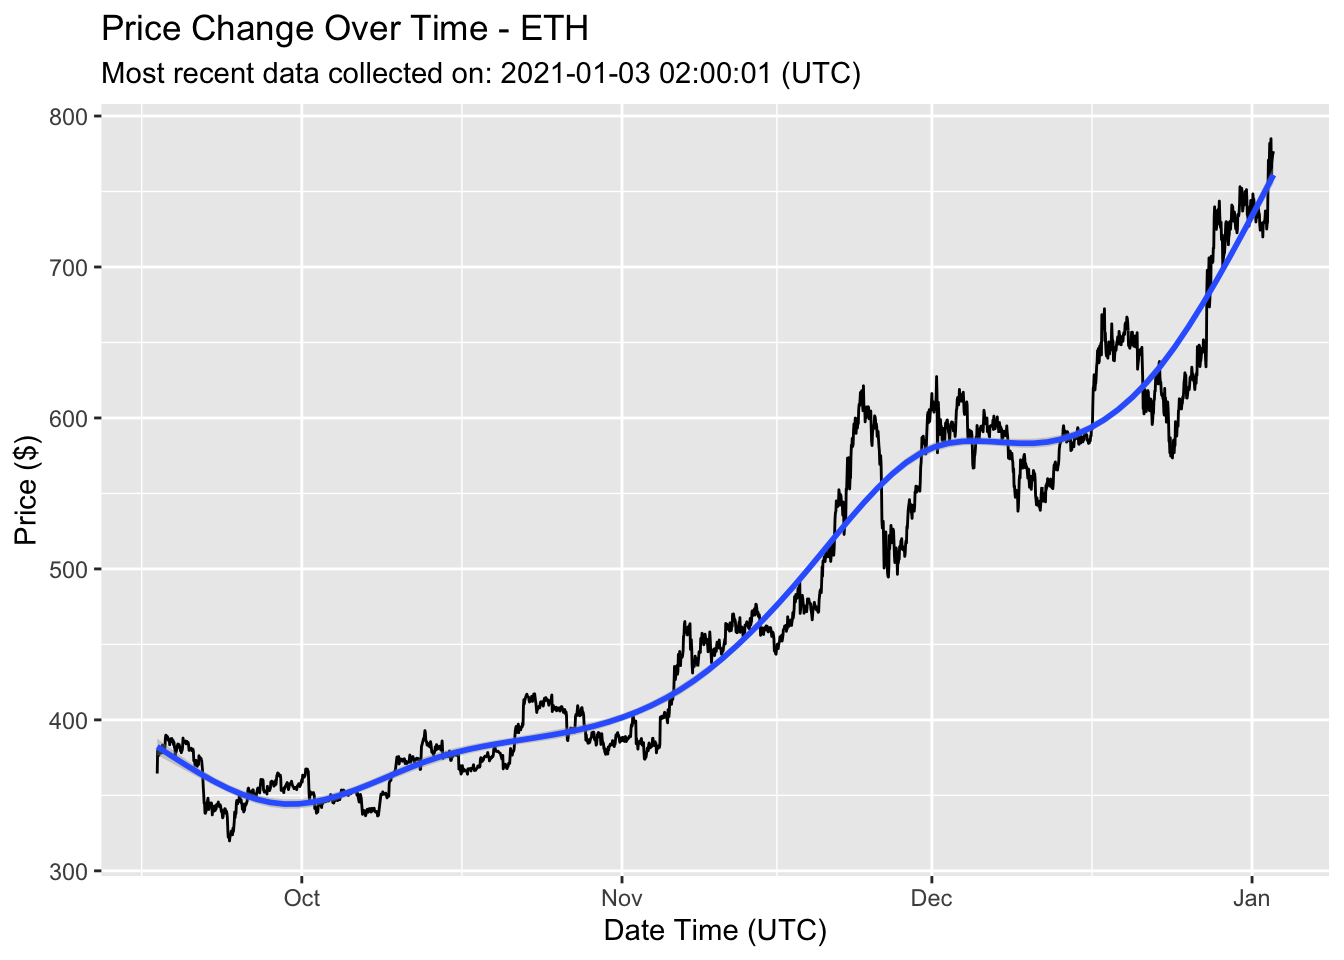 Price Change Over Time - ETH
Most recent data collected on: 2021-01-03 02:00:01 (UTC)
800
700
600
500
400
300
Price ($)
Oct
Nov
Dec
Jan
Date Time (UTC)